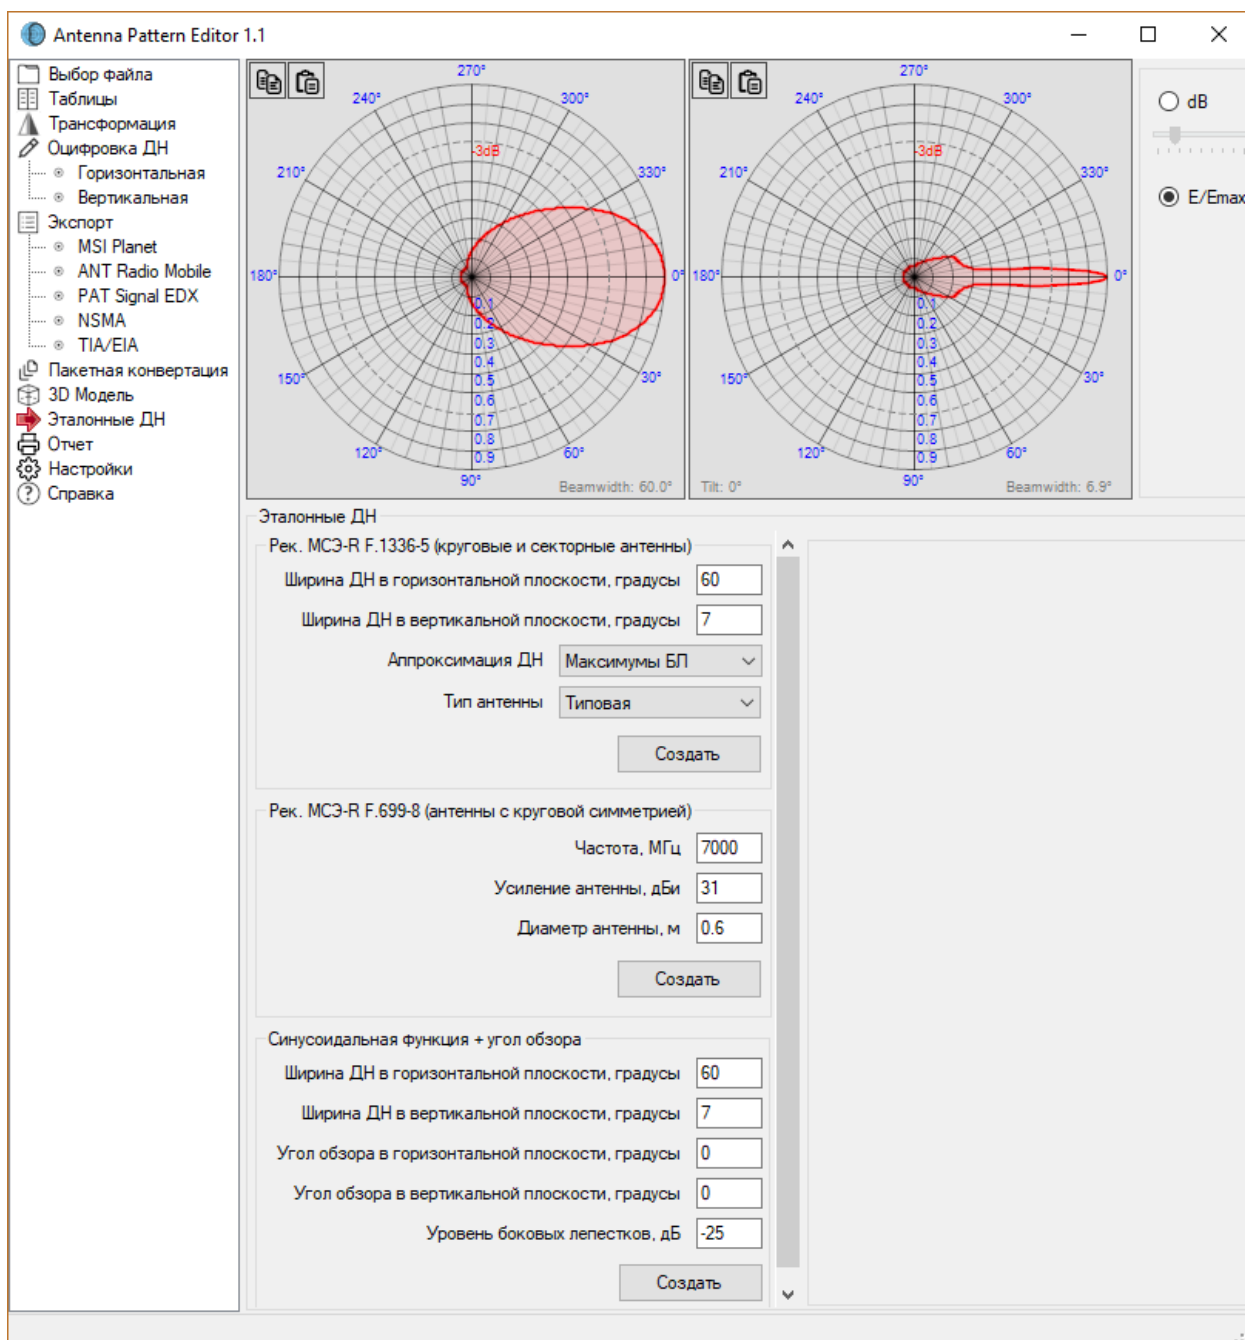 Antenna Pattern Editor 1.1
Выбор файла
Таблицы
Трансформация
Оцифровка ДН
Горизонтальная
Вертикальная
Экспорт
MSI Planet
ANT Radio Mobile
PAT Signal EDX
NSMA
TIA/EIA
Пакетная конвертация
3D Модель
Эталонные ДН
Отчет
Настройки
Справка
270°
240° 300°
-3dB
210° 330°
180° 0°
0.1
0.2
0.3
0.4
0.5
0.6
0.7
0.8
0.9
150° 30°
120° 60°
90°
Beamwidth: 60.0°
270°
240° 300°
-3dB
210° 330°
180° 0°
0.1
0.2
0.3
0.4
0.5
0.6
0.7
0.8
0.9
150° 30°
120° 60°
90°
Tilt: 0° Beamwidth: 6.9°
dB
E/Emax
Эталонные ДН
Рек. МСЭ-R F.1336-5 (круговые и секторные антенны)
Ширина ДН в горизонтальной плоскости, градусы 60
Ширина ДН в вертикальной плоскости, градусы 7
Аппроксимация ДН Максимумы БЛ
Тип антенны Типовая
Создать
Рек. МСЭ-R F.699-8 (антенны с круговой симметрией)
Частота, МГц 7000
Усиление антенны, дБи 31
Диаметр антенны, м 0.6
Создать
Синусоидальная функция + угол обзора
Ширина ДН в горизонтальной плоскости, градусы 60
Ширина ДН в вертикальной плоскости, градусы 7
Угол обзора в горизонтальной плоскости, градусы 0
Угол обзора в вертикальной плоскости, градусы 0
Уровень боковых лепестков, дБ -25
Создать